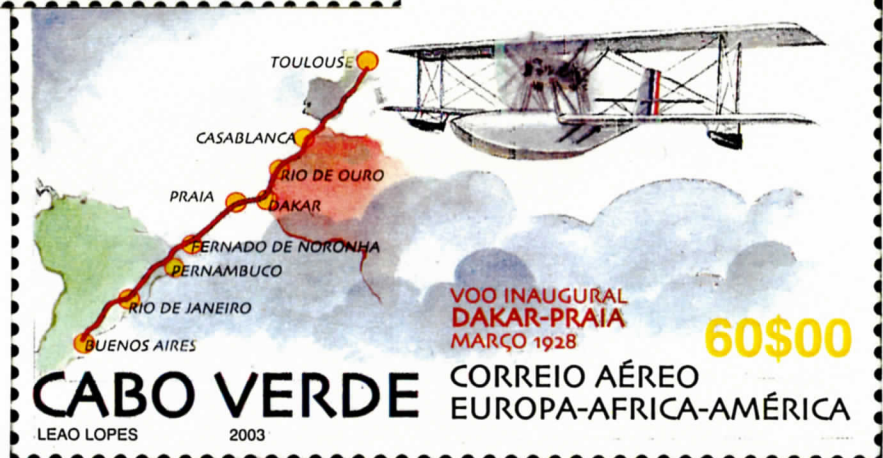 TOULOUSE
CASABLANCA
RIO DE OURO
PRAIA
DAKAR
FERNADO DE NORONHA
PERNAMBUCO
RIO DE JANEIRO
BUENOS AIRES
VOO INAUGURAL
DAKAR-PRAIA
MARÇO 1928
60$00
CABO VERDE
CORREIO AÉREO
EUROPA-AFRICA-AMÉRICA
LEAO LOPES 2003